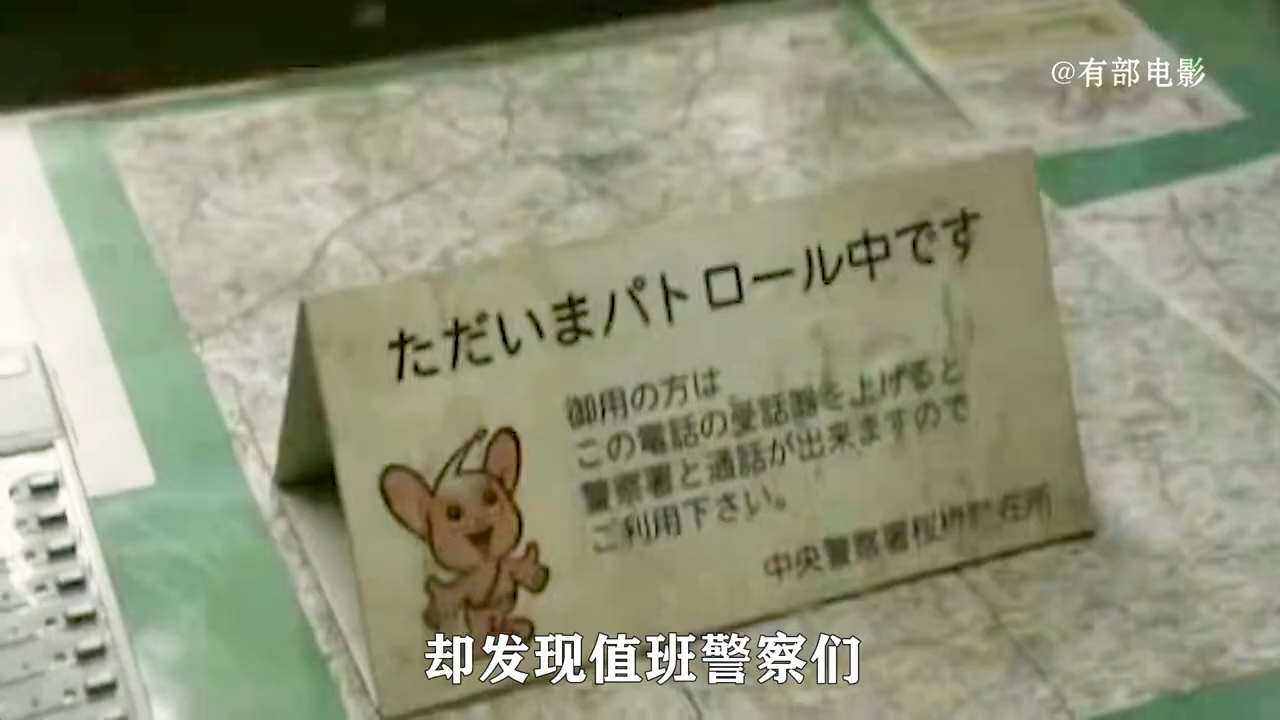 @有部电影
ただいまパトロール中です
御用の方は
この電話の受話器を上げると
警察署と通話が出来ますので
ご利用下さい。
中央警察署桜 在所
却发现值班警察们